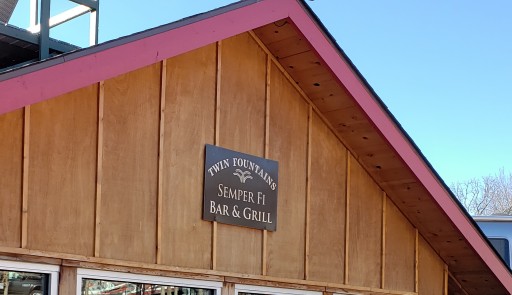 TWIN FOUNTAINS
SEMPER FI
BAR & GRILL